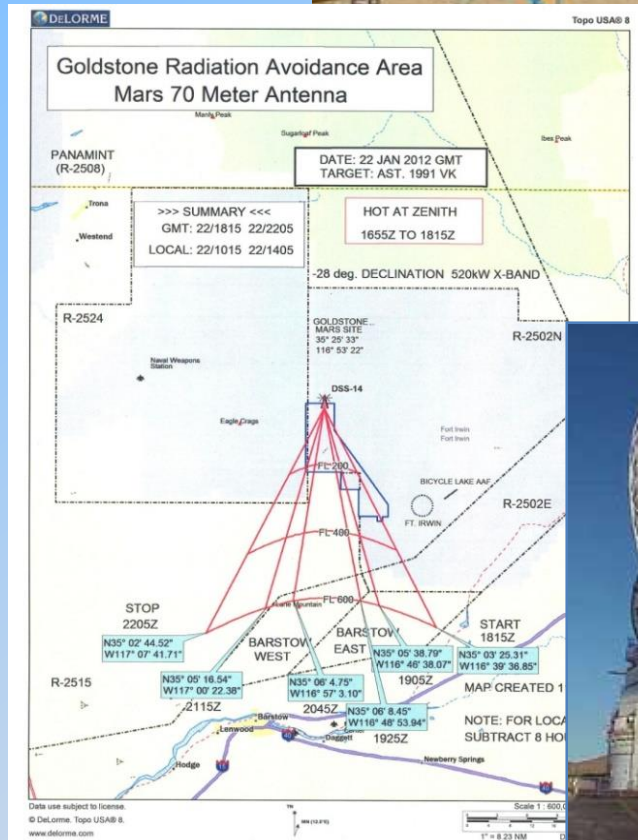 DELORME
Topo USA® 8
Goldstone Radiation Avoidance Area
Mars 70 Meter Antenna
Sugarloaf Peak
Ibex Peak
PANAMINT
(R-2508)
DATE: 22 JAN 2012 GMT
TARGET: AST. 1991 VK
Trona
Westend
>>> SUMMARY <<<
GMT: 22/1815 22/2205
LOCAL: 22/1015 22/1405
HOT AT ZENITH
1655Z TO 1815Z
-28 deg. DECLINATION 520kW X-BAND
R-2524
GOLDSTONE
MARS SITE
35° 25' 33"
116° 53' 22"
R-2502N
Naval Weapons
Station
DSS-14
Eagle Crags
Fort Irwin
Fort Irwin
FL 200
BICYCLE LAKE AAF
R-2502E
FT. IRWIN
FL 400
FL 600
STOP
2205Z
N35° 02' 44.52"
W117° 07' 41.71"
BARSTOW
WEST
BARSTOW
EAST
START
1815Z
N35° 03' 25.31"
W116° 39' 36.85"
N35° 05' 38.79"
W116° 46' 38.07"
1905Z
R-2515
N35° 05' 16.54"
W117° 00' 22.38"
2115Z
N35° 06' 4.75"
W116° 57' 3.10"
2045Z
N35° 06' 8.45"
W116° 48' 53.94"
1925Z
MAP CREATED 1
NOTE: FOR LOCA
SUBTRACT 8 HOU
Barstow
Lenwood
Daggett
Hodge
Newberry Springs
15
40
40
Data use subject to license.
© DeLorme. Topo USA® 8.
www.delorme.com
TN
Scale 1 : 600,0
1" = 8.23 NM